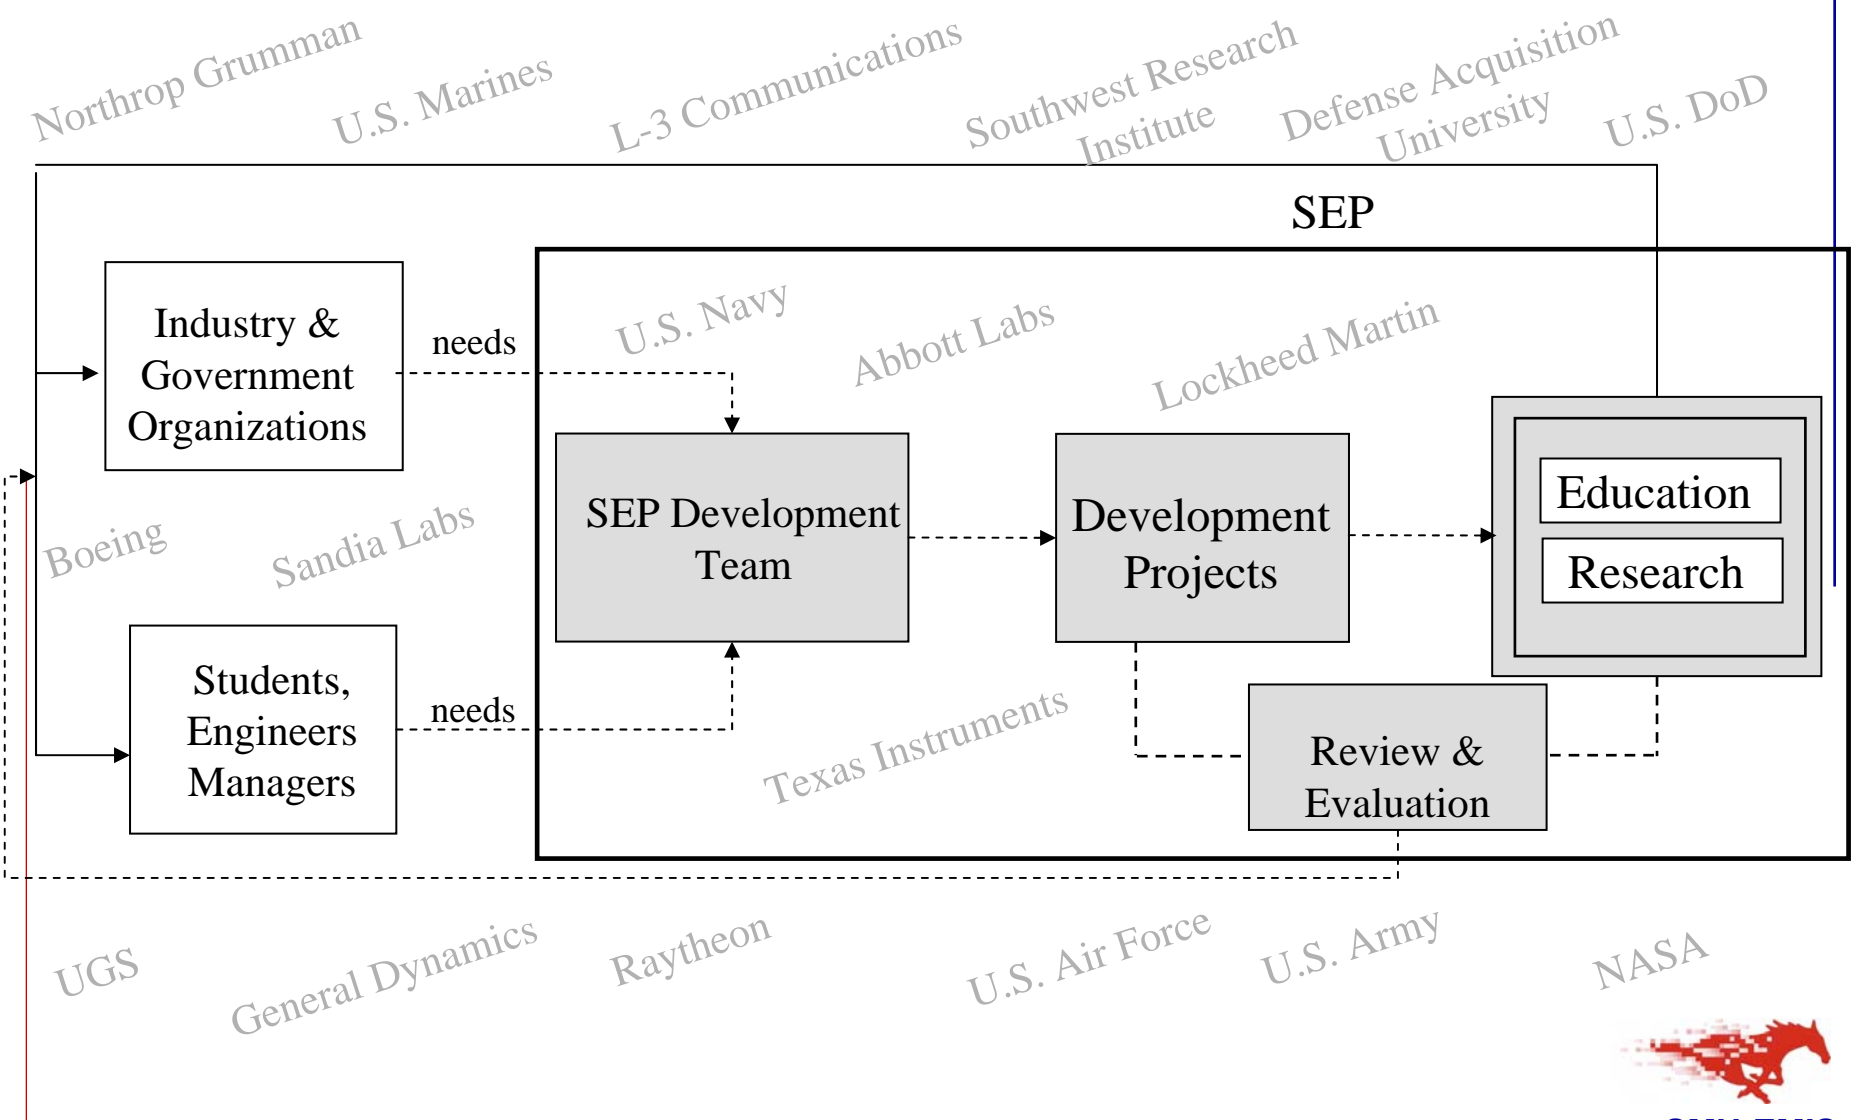 Northrop Grumman
U.S. Marines
L-3 Communications
Southwest Research
Institute
Defense Acquisition
University
U.S. DoD
SEP
Industry &
Government
Organizations
needs
U.S. Navy
Abbott Labs
Lockheed Martin
SEP Development
Team
Development
Projects
Education
Research
Boeing
Sandia Labs
Students,
Engineers
Managers
needs
Texas Instruments
Review &
Evaluation
UGS
General Dynamics
Raytheon
U.S. Air Force
U.S. Army
NASA